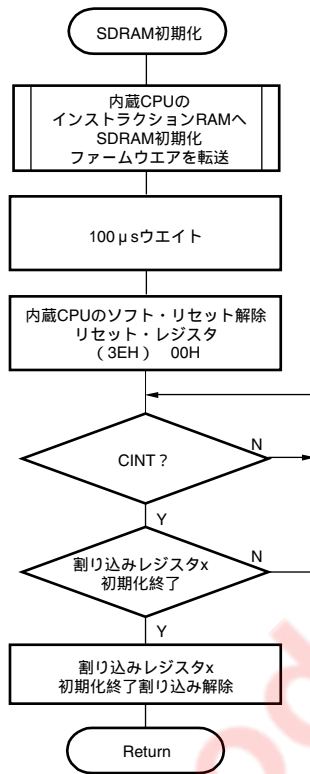 SDRAM初期化
内蔵CPUの
インストラクションRAMへ
SDRAM初期化
ファームウエアを転送
100μsウエイト
内蔵CPUのソフト・リセット解除
リセット・レジスタ
(3EH) 00H
CINT？
N
Y
割り込みレジスタx
初期化終了
N
Y
割り込みレジスタx
初期化終了割り込み解除
Return